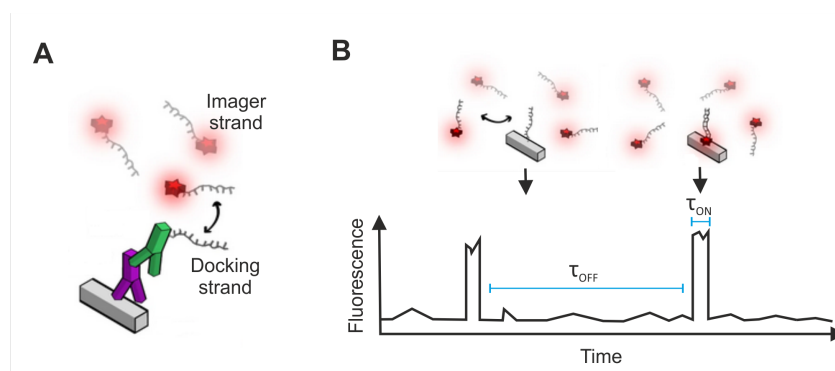 A
Imager
strand
Docking
strand
B
τON
τOFF
Fluorescence
Time